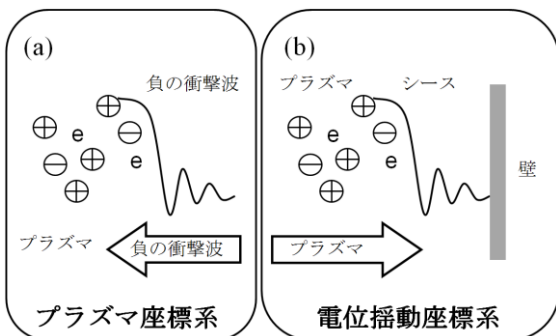 (a)
負の衝撃波
e
e
プラズマ
負の衝撃波
プラズマ座標系
(b)
プラズマ
シース
e
e
壁
プラズマ
電位揺動座標系